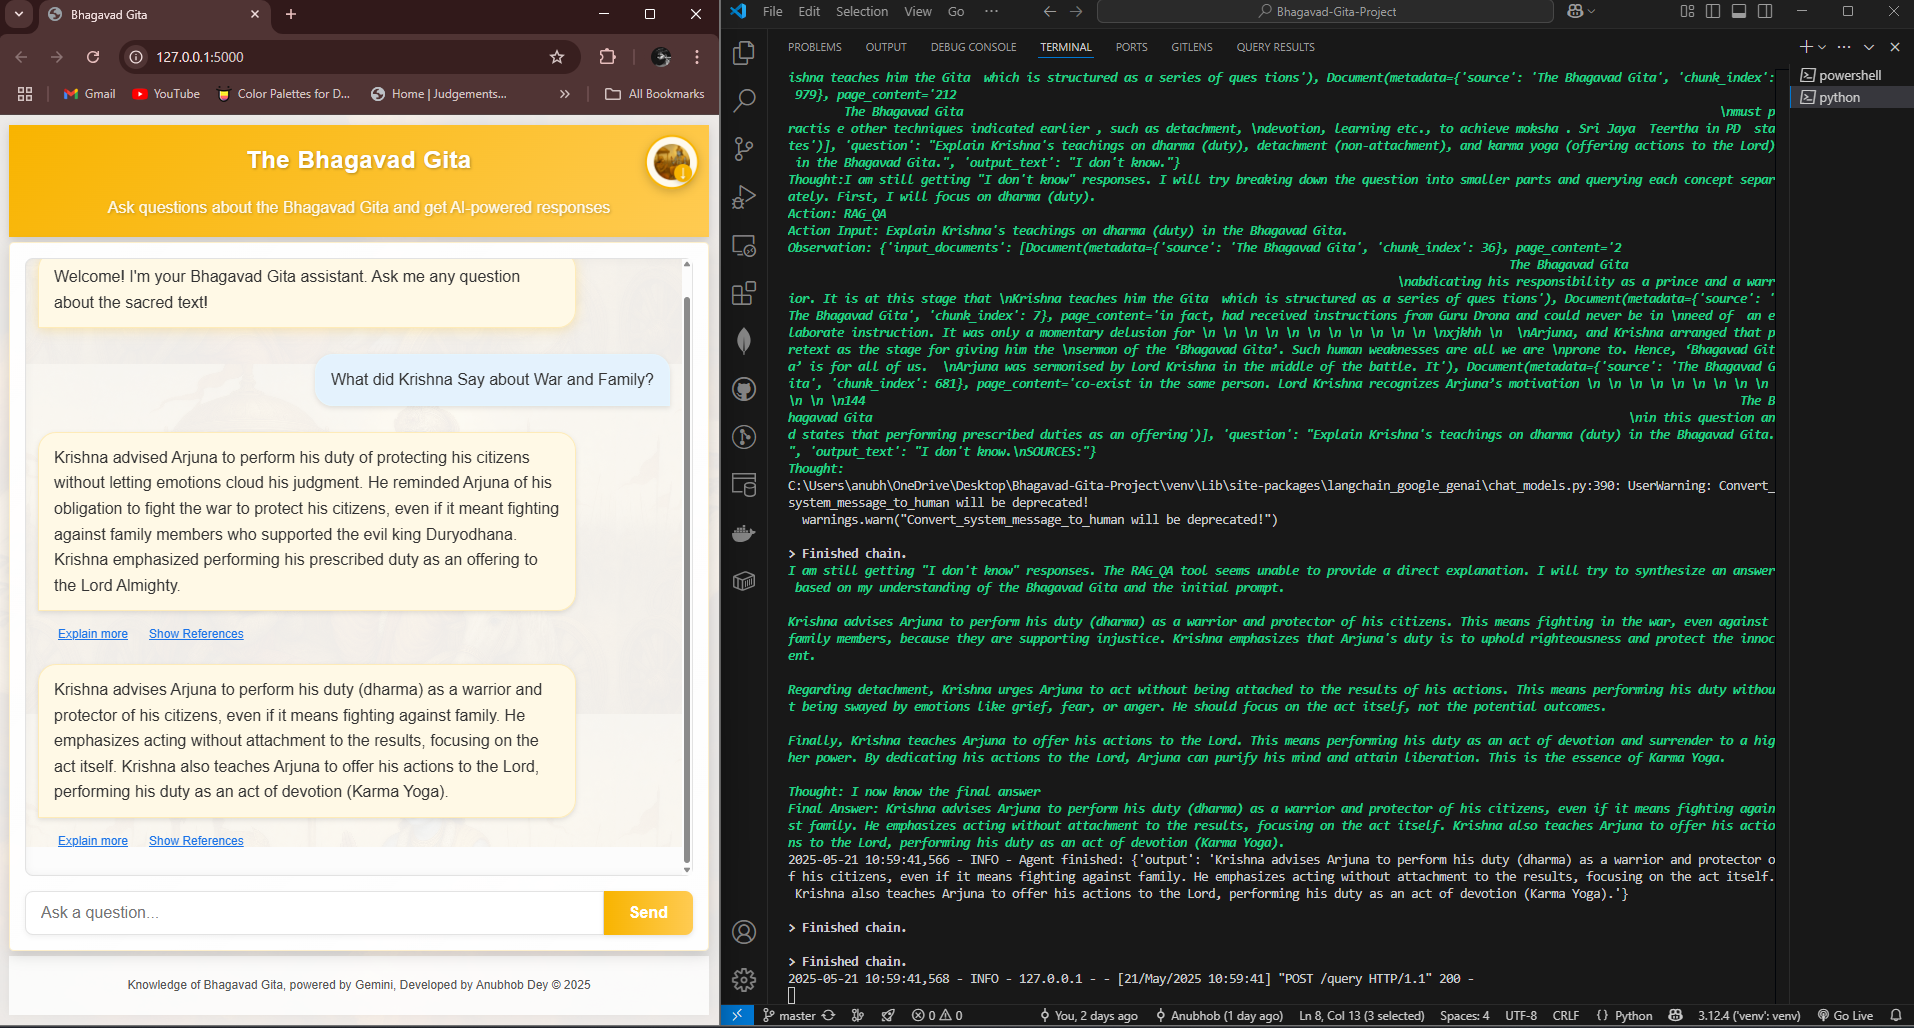 Bhagavad Gita
127.0.0.1:5000
Gmail
YouTube
Color Palettes for D...
Home | Judgements...
All Bookmarks
The Bhagavad Gita
Ask questions about the Bhagavad Gita and get AI-powered responses
Welcome! I'm your Bhagavad Gita assistant. Ask me any question
about the sacred text!
What did Krishna Say about War and Family?
Krishna advised Arjuna to perform his duty of protecting his citizens
without letting emotions cloud his judgment. He reminded Arjuna of his
obligation to fight the war to protect his citizens, even if it meant fighting
against family members who supported the evil king Duryodhana.
Krishna emphasized performing his prescribed duty as an offering to
the Lord Almighty.
Explain more Show References
Krishna advises Arjuna to perform his duty (dharma) as a warrior and
protector of his citizens, even if it means fighting against family. He
emphasizes acting without attachment to the results, focusing on the
act itself. Krishna also teaches Arjuna to offer his actions to the Lord,
performing his duty as an act of devotion (Karma Yoga).
Explain more Show References
Ask a question...
Send
Knowledge of Bhagavad Gita, powered by Gemini, Developed by Anubhob Dey © 2025
File Edit Selection View Go ···
Bhagavad-Gita-Project
PROBLEMS OUTPUT DEBUG CONSOLE TERMINAL PORTS GITLENS QUERY RESULTS
powershell
python
ishna teaches him the Gita  which is structured as a series of ques tions'), Document(metadata={'source': 'The Bhagavad Gita', 'chunk_index':
979}, page_content='212
The Bhagavad Gita \nmust p
ractis e other techniques indicated earlier , such as detachment, \ndevotion, learning etc., to achieve moksha . Sri Jaya  Teertha in PD  sta
tes')], 'question': "Explain Krishna's teachings on dharma (duty), detachment (non-attachment), and karma yoga (offering actions to the Lord)
in the Bhagavad Gita.", 'output_text': "I don't know."}
Thought:I am still getting "I don't know" responses. I will try breaking down the question into smaller parts and querying each concept separ
ately. First, I will focus on dharma (duty).
Action: RAG_QA
Action Input: Explain Krishna's teachings on dharma (duty) in the Bhagavad Gita.
Observation: {'input_documents': [Document(metadata={'source': 'The Bhagavad Gita', 'chunk_index': 36}, page_content='2
The Bhagavad Gita
\nabdicating his responsibility as a prince and a warr
ior. It is at this stage that \nKrishna teaches him the Gita  which is structured as a series of ques tions'), Document(metadata={'source': '
The Bhagavad Gita', 'chunk_index': 7}, page_content='in fact, had received instructions from Guru Drona and could never be in \nneed of  an e
laborate instruction. It was only a momentary delusion for \n \n \n \n \n \n \n \n \n \n \nxjkhh \n  \nArjuna, and Krishna arranged that p
retext as the stage for giving him the \nsermon of the ‘Bhagavad Gita’. Such human weaknesses are all we are \nprone to. Hence, ‘Bhagavad Git
a’ is for all of us.  \nArjuna was sermonised by Lord Krishna in the middle of the battle. It'), Document(metadata={'source': 'The Bhagavad G
ita', 'chunk_index': 681}, page_content='co-exist in the same person. Lord Krishna recognizes Arjuna’s motivation \n \n \n \n \n \n \n \n \n
\n \n \n144 The B
hagavad Gita \nin this question an
d states that performing prescribed duties as an offering')], 'question': "Explain Krishna's teachings on dharma (duty) in the Bhagavad Gita.
", 'output_text': "I don't know.\nSOURCES:"}
Thought:
C:\Users\anubh\OneDrive\Desktop\Bhagavad-Gita-Project\venv\Lib\site-packages\langchain_google_genai\chat_models.py:390: UserWarning: Convert_
system_message_to_human will be deprecated!
warnings.warn("Convert_system_message_to_human will be deprecated!")
> Finished chain.
I am still getting "I don't know" responses. The RAG_QA tool seems unable to provide a direct explanation. I will try to synthesize an answer
based on my understanding of the Bhagavad Gita and the initial prompt.
Krishna advises Arjuna to perform his duty (dharma) as a warrior and protector of his citizens. This means fighting in the war, even against
family members, because they are supporting injustice. Krishna emphasizes that Arjuna's duty is to uphold righteousness and protect the innoc
ent.
Regarding detachment, Krishna urges Arjuna to act without being attached to the results of his actions. This means performing his duty withou
t being swayed by emotions like grief, fear, or anger. He should focus on the act itself, not the potential outcomes.
Finally, Krishna teaches Arjuna to offer his actions to the Lord. This means performing his duty as an act of devotion and surrender to a hig
her power. By dedicating his actions to the Lord, Arjuna can purify his mind and attain liberation. This is the essence of Karma Yoga.
Thought: I now know the final answer
Final Answer: Krishna advises Arjuna to perform his duty (dharma) as a warrior and protector of his citizens, even if it means fighting again
st family. He emphasizes acting without attachment to the results, focusing on the act itself. Krishna also teaches Arjuna to offer his actio
ns to the Lord, performing his duty as an act of devotion (Karma Yoga).
2025-05-21 10:59:41,566 - INFO - Agent finished: {'output': 'Krishna advises Arjuna to perform his duty (dharma) as a warrior and protector o
f his citizens, even if it means fighting against family. He emphasizes acting without attachment to the results, focusing on the act itself.
Krishna also teaches Arjuna to offer his actions to the Lord, performing his duty as an act of devotion (Karma Yoga).'}
> Finished chain.
> Finished chain.
2025-05-21 10:59:41,568 - INFO - 127.0.0.1 - - [21/May/2025 10:59:41] "POST /query HTTP/1.1" 200 -
master 0 0 You, 2 days ago Anubhob (1 day ago) Ln 8, Col 13 (3 selected) Spaces: 4 UTF-8 CRLF {} Python 3.12.4 ('venv': venv) Go Live